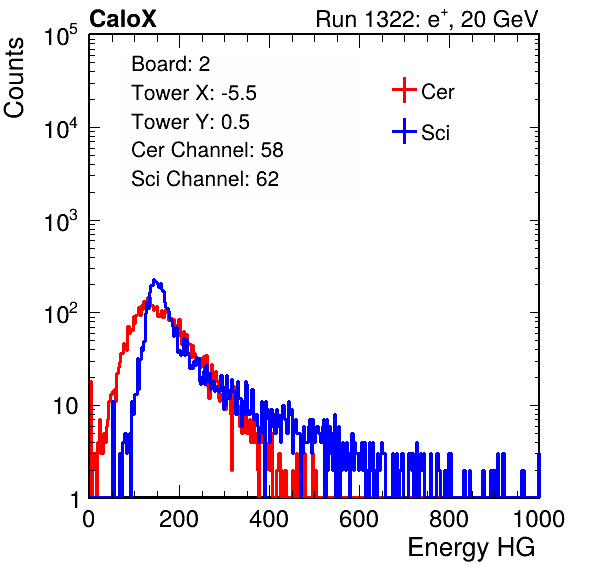 CaloX Run 1322: e⁺, 20 GeV
Counts
10⁵
10⁴
10³
10²
10
1
Board: 2
Tower X: -5.5
Tower Y: 0.5
Cer Channel: 58
Sci Channel: 62
Cer
Sci
0 200 400 600 800 1000
Energy HG